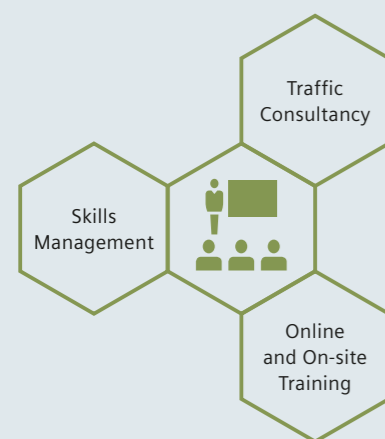 Traffic
Consultancy
Skills
Management
Online
and On-site
Training